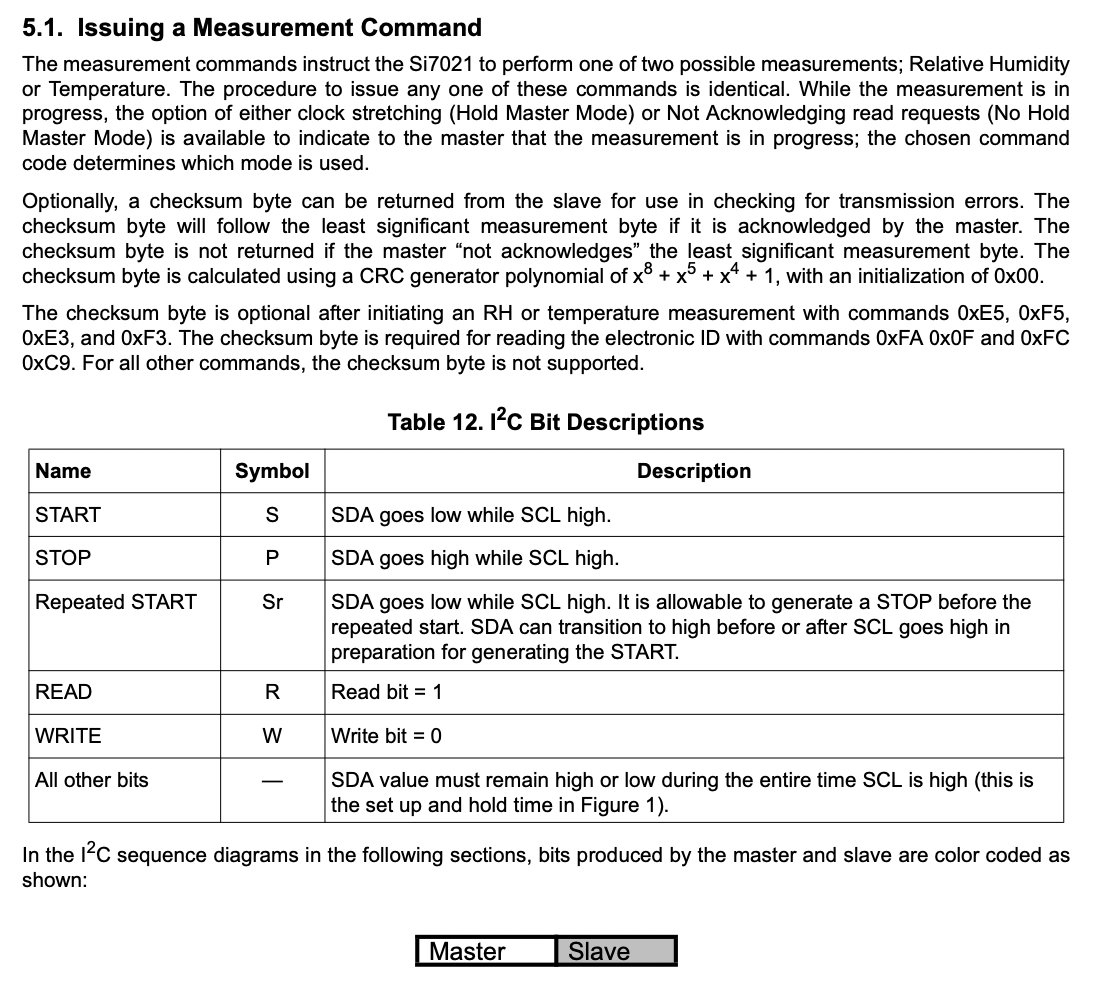 5.1. Issuing a Measurement Command
The measurement commands instruct the Si7021 to perform one of two possible measurements; Relative Humidity
or Temperature. The procedure to issue any one of these commands is identical. While the measurement is in
progress, the option of either clock stretching (Hold Master Mode) or Not Acknowledging read requests (No Hold
Master Mode) is available to indicate to the master that the measurement is in progress; the chosen command
code determines which mode is used.
Optionally, a checksum byte can be returned from the slave for use in checking for transmission errors. The
checksum byte will follow the least significant measurement byte if it is acknowledged by the master. The
checksum byte is not returned if the master “not acknowledges” the least significant measurement byte. The
checksum byte is calculated using a CRC generator polynomial of x⁸ + x⁵ + x⁴ + 1, with an initialization of 0x00.
The checksum byte is optional after initiating an RH or temperature measurement with commands 0xE5, 0xF5,
0xE3, and 0xF3. The checksum byte is required for reading the electronic ID with commands 0xFA 0x0F and 0xFC
0xC9. For all other commands, the checksum byte is not supported.
Table 12. I²C Bit Descriptions
Name Symbol Description
START S SDA goes low while SCL high.
STOP P SDA goes high while SCL high.
Repeated START Sr SDA goes low while SCL high. It is allowable to generate a STOP before the
repeated start. SDA can transition to high before or after SCL goes high in
preparation for generating the START.
READ R Read bit = 1
WRITE W Write bit = 0
All other bits — SDA value must remain high or low during the entire time SCL is high (this is
the set up and hold time in Figure 1).
In the I²C sequence diagrams in the following sections, bits produced by the master and slave are color coded as
shown:
Master Slave